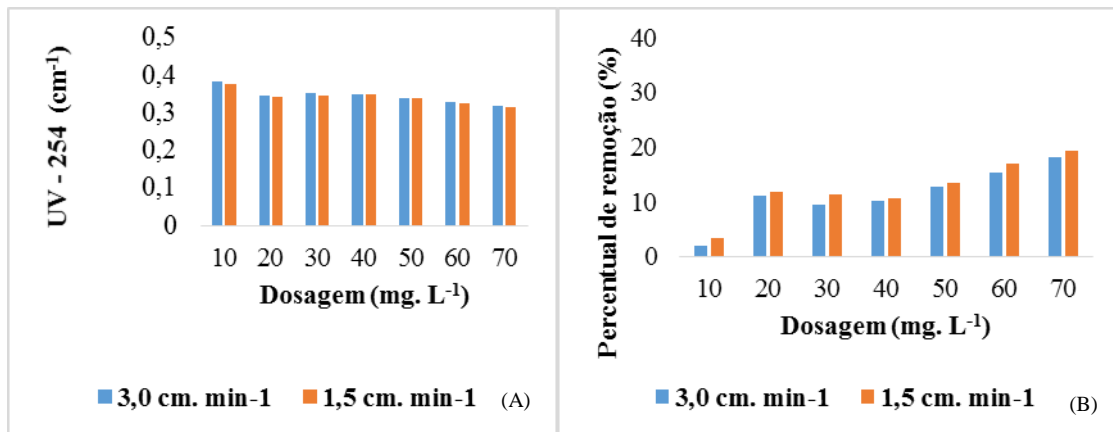 UV - 254 (cm-1)
0,5
0,4
0,3
0,2
0,1
0
10 20 30 40 50 60 70
Dosagem (mg. L-1)
3,0 cm. min-1 1,5 cm. min-1 (A)
Percentual de remoção (%)
40
30
20
10
0
10 20 30 40 50 60 70
Dosagem (mg. L-1)
3,0 cm. min-1 1,5 cm. min-1 (B)